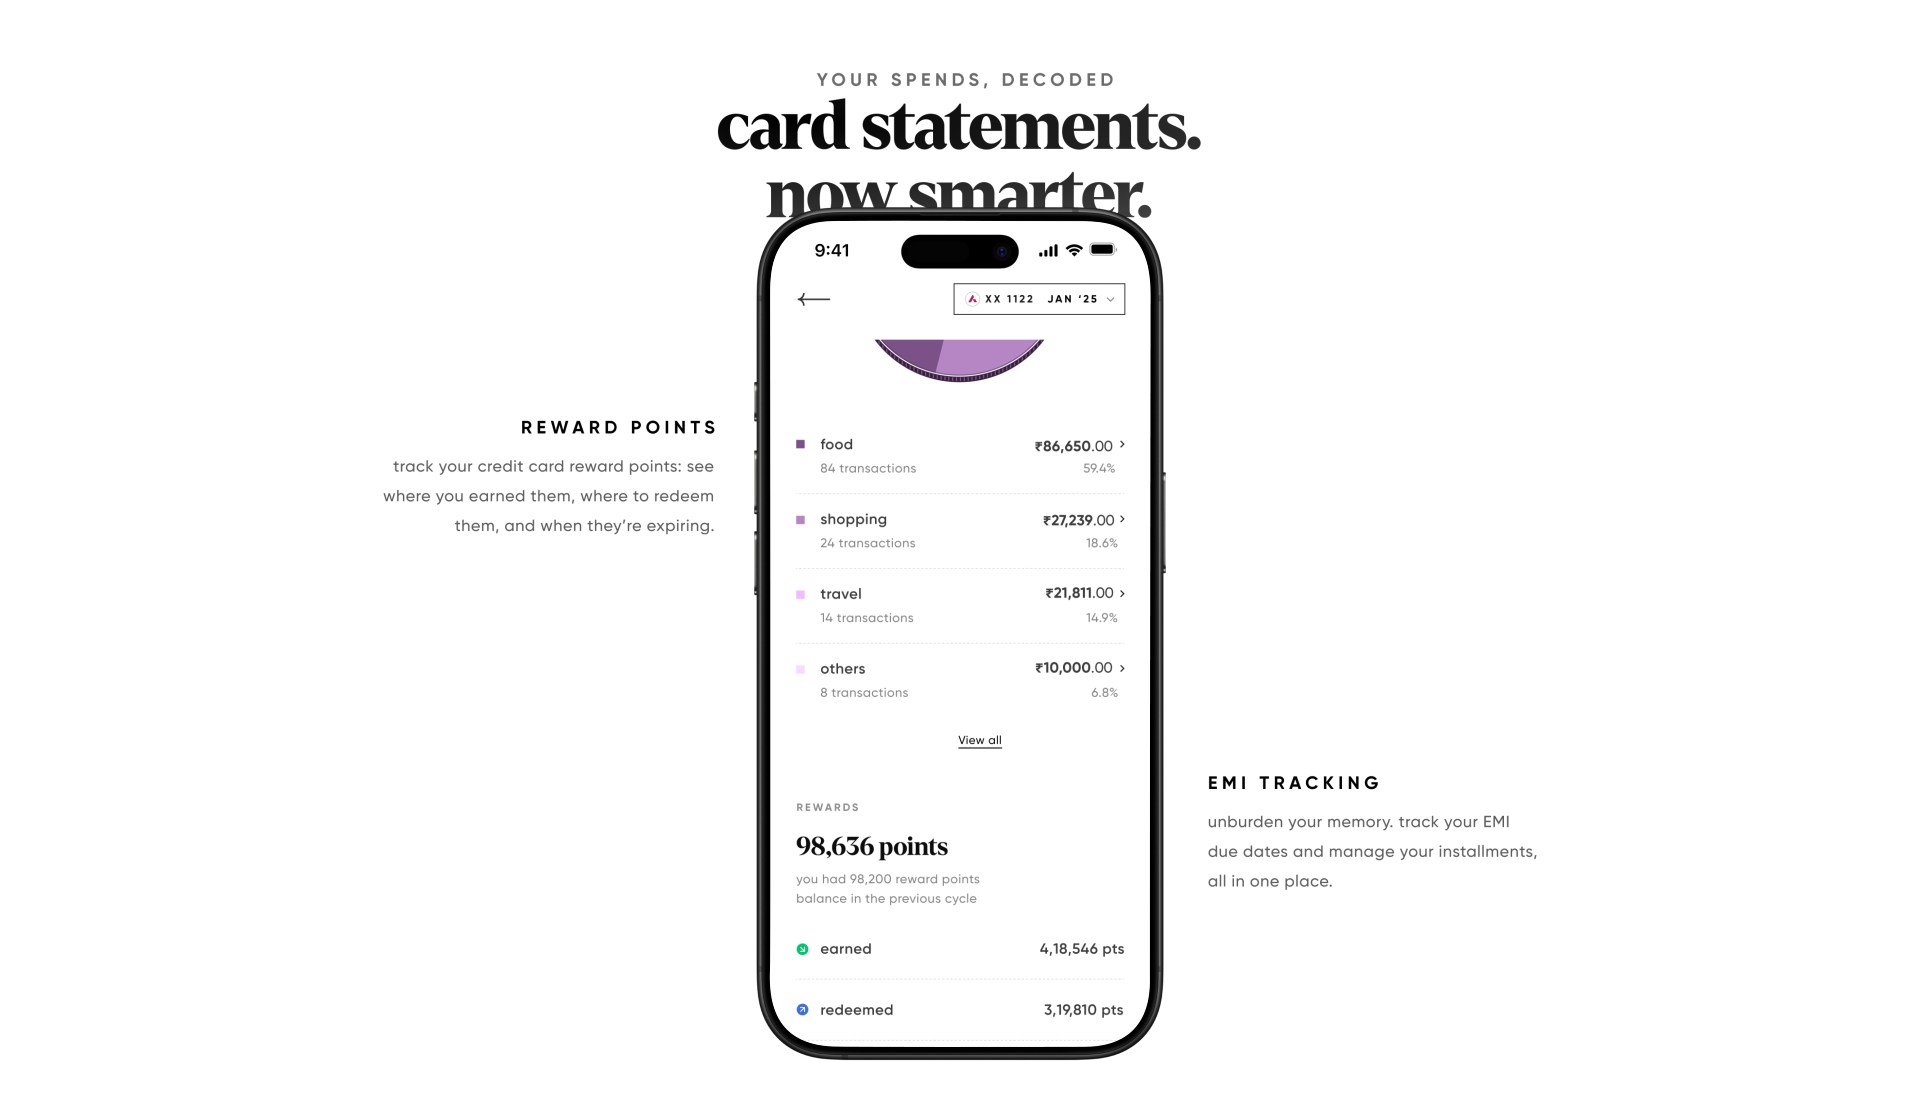 YOUR SPENDS, DECODED
card statements.
now smarter.
9:41
XX 1122 JAN ‘25
REWARD POINTS
track your credit card reward points: see
where you earned them, where to redeem
them, and when they’re expiring.
food ₹86,650.00
84 transactions 59.4%
shopping ₹27,239.00
24 transactions 18.6%
travel ₹21,811.00
14 transactions 14.9%
others ₹10,000.00
8 transactions 6.8%
View all
REWARDS
98,636 points
you had 98,200 reward points
balance in the previous cycle
earned 4,18,546 pts
redeemed 3,19,810 pts
EMI TRACKING
unburden your memory. track your EMI
due dates and manage your installments,
all in one place.